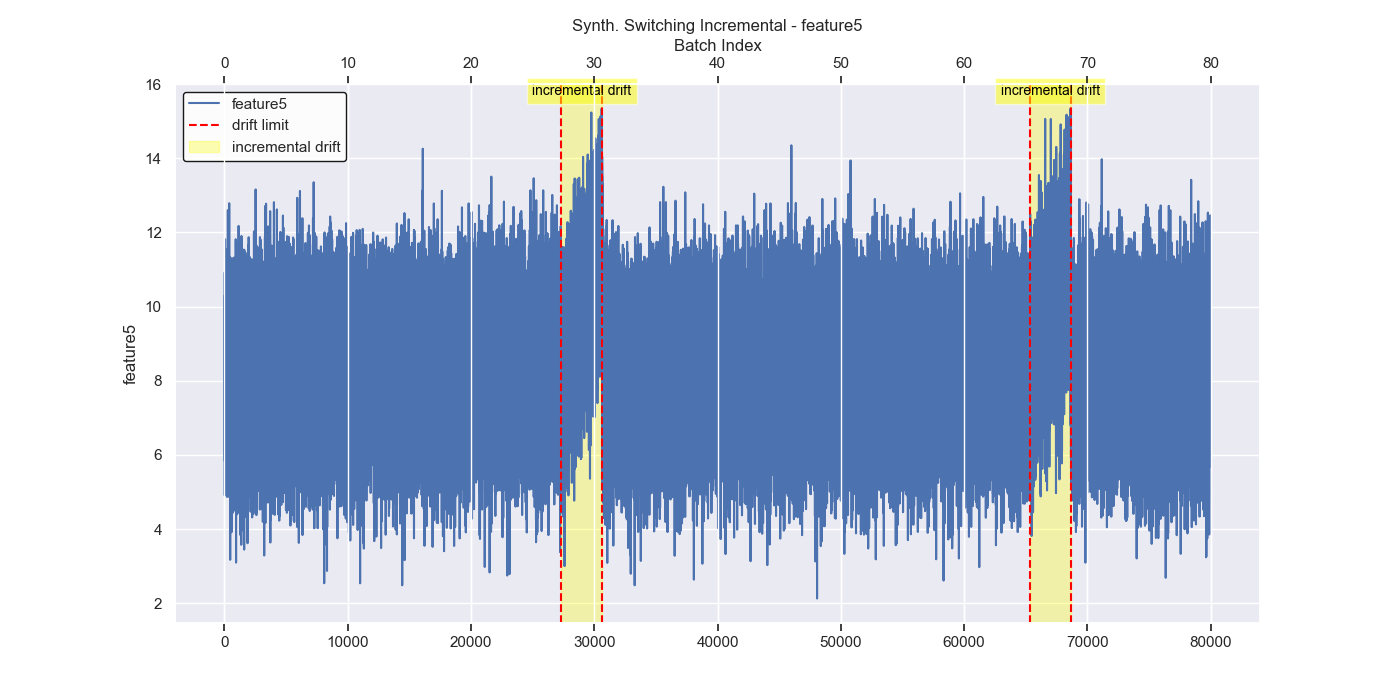 Synth. Switching Incremental - feature5
Batch Index
0 10 20 30 40 50 60 70 80
incremental drift incremental drift
feature5
drift limit
incremental drift
16
14
12
10
8
6
4
2
feature5
0 10000 20000 30000 40000 50000 60000 70000 80000